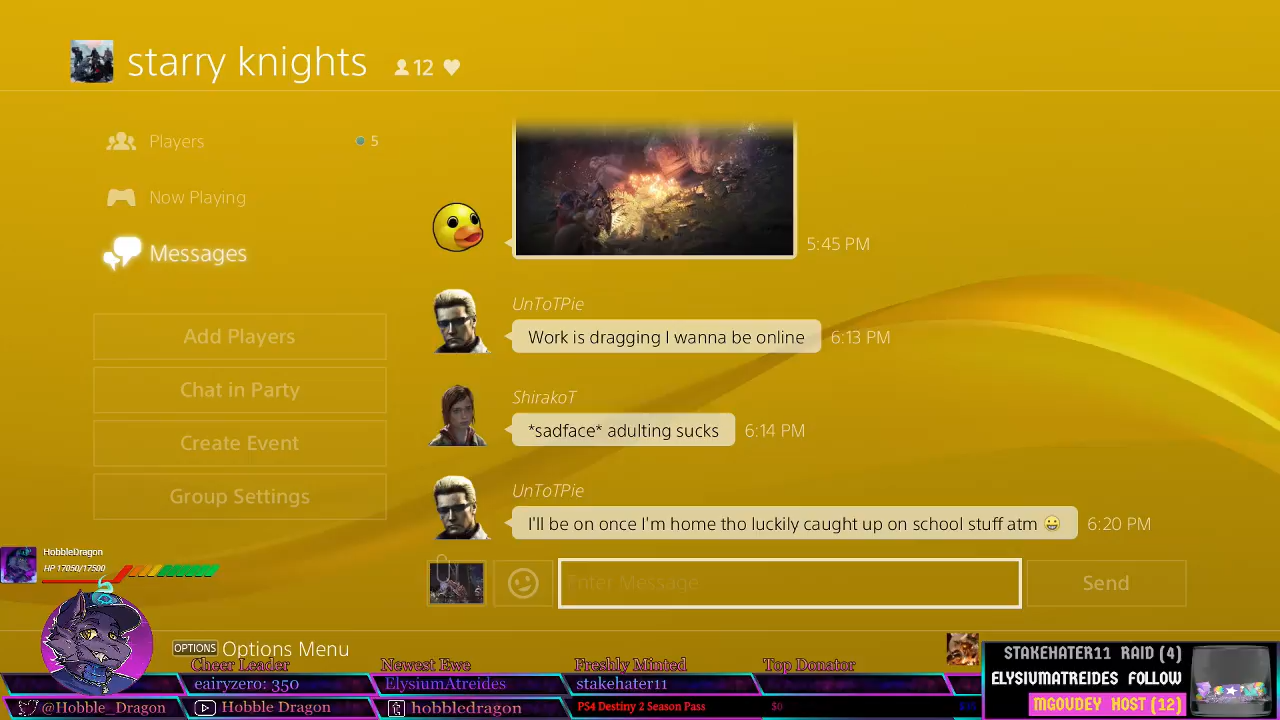 starry knights 12
Players 5
Now Playing
Messages
5:45 PM
UnToTPie
Work is dragging I wanna be online 6:13 PM
Add Players
Chat in Party
ShirakoT
*sadface* adulting sucks 6:14 PM
Create Event
Group Settings
UnToTPie
I'll be on once I'm home tho luckily caught up on school stuff atm 😀 6:20 PM
HobbleDragon
HP 17050/17500
Enter Message
Send
OPTIONS Options Menu
Cheer Leader Newest Ewe Freshly Minted Top Donator
eairyzero: 350 ElysiumAtreides stakehater11
@Hobble_Dragon Hobble Dragon hobbledragon PS4 Destiny 2 Season Pass $0
STAKEHATER11 RAID (4)
ELYSIUMATREIDES FOLLOW
MGOVDEY HOST (12)